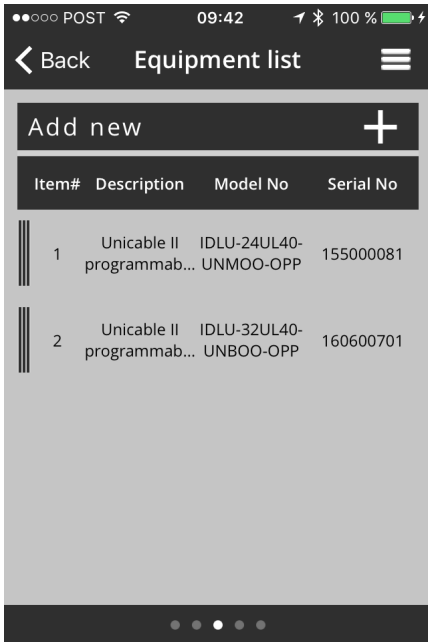 POST 09:42 100 %
Back Equipment list
Add new
Item# Description Model No Serial No
1 Unicable II programmab... IDLU-24UL40-UNMOO-OPP 155000081
2 Unicable II programmab... IDLU-32UL40-UNBOO-OPP 160600701